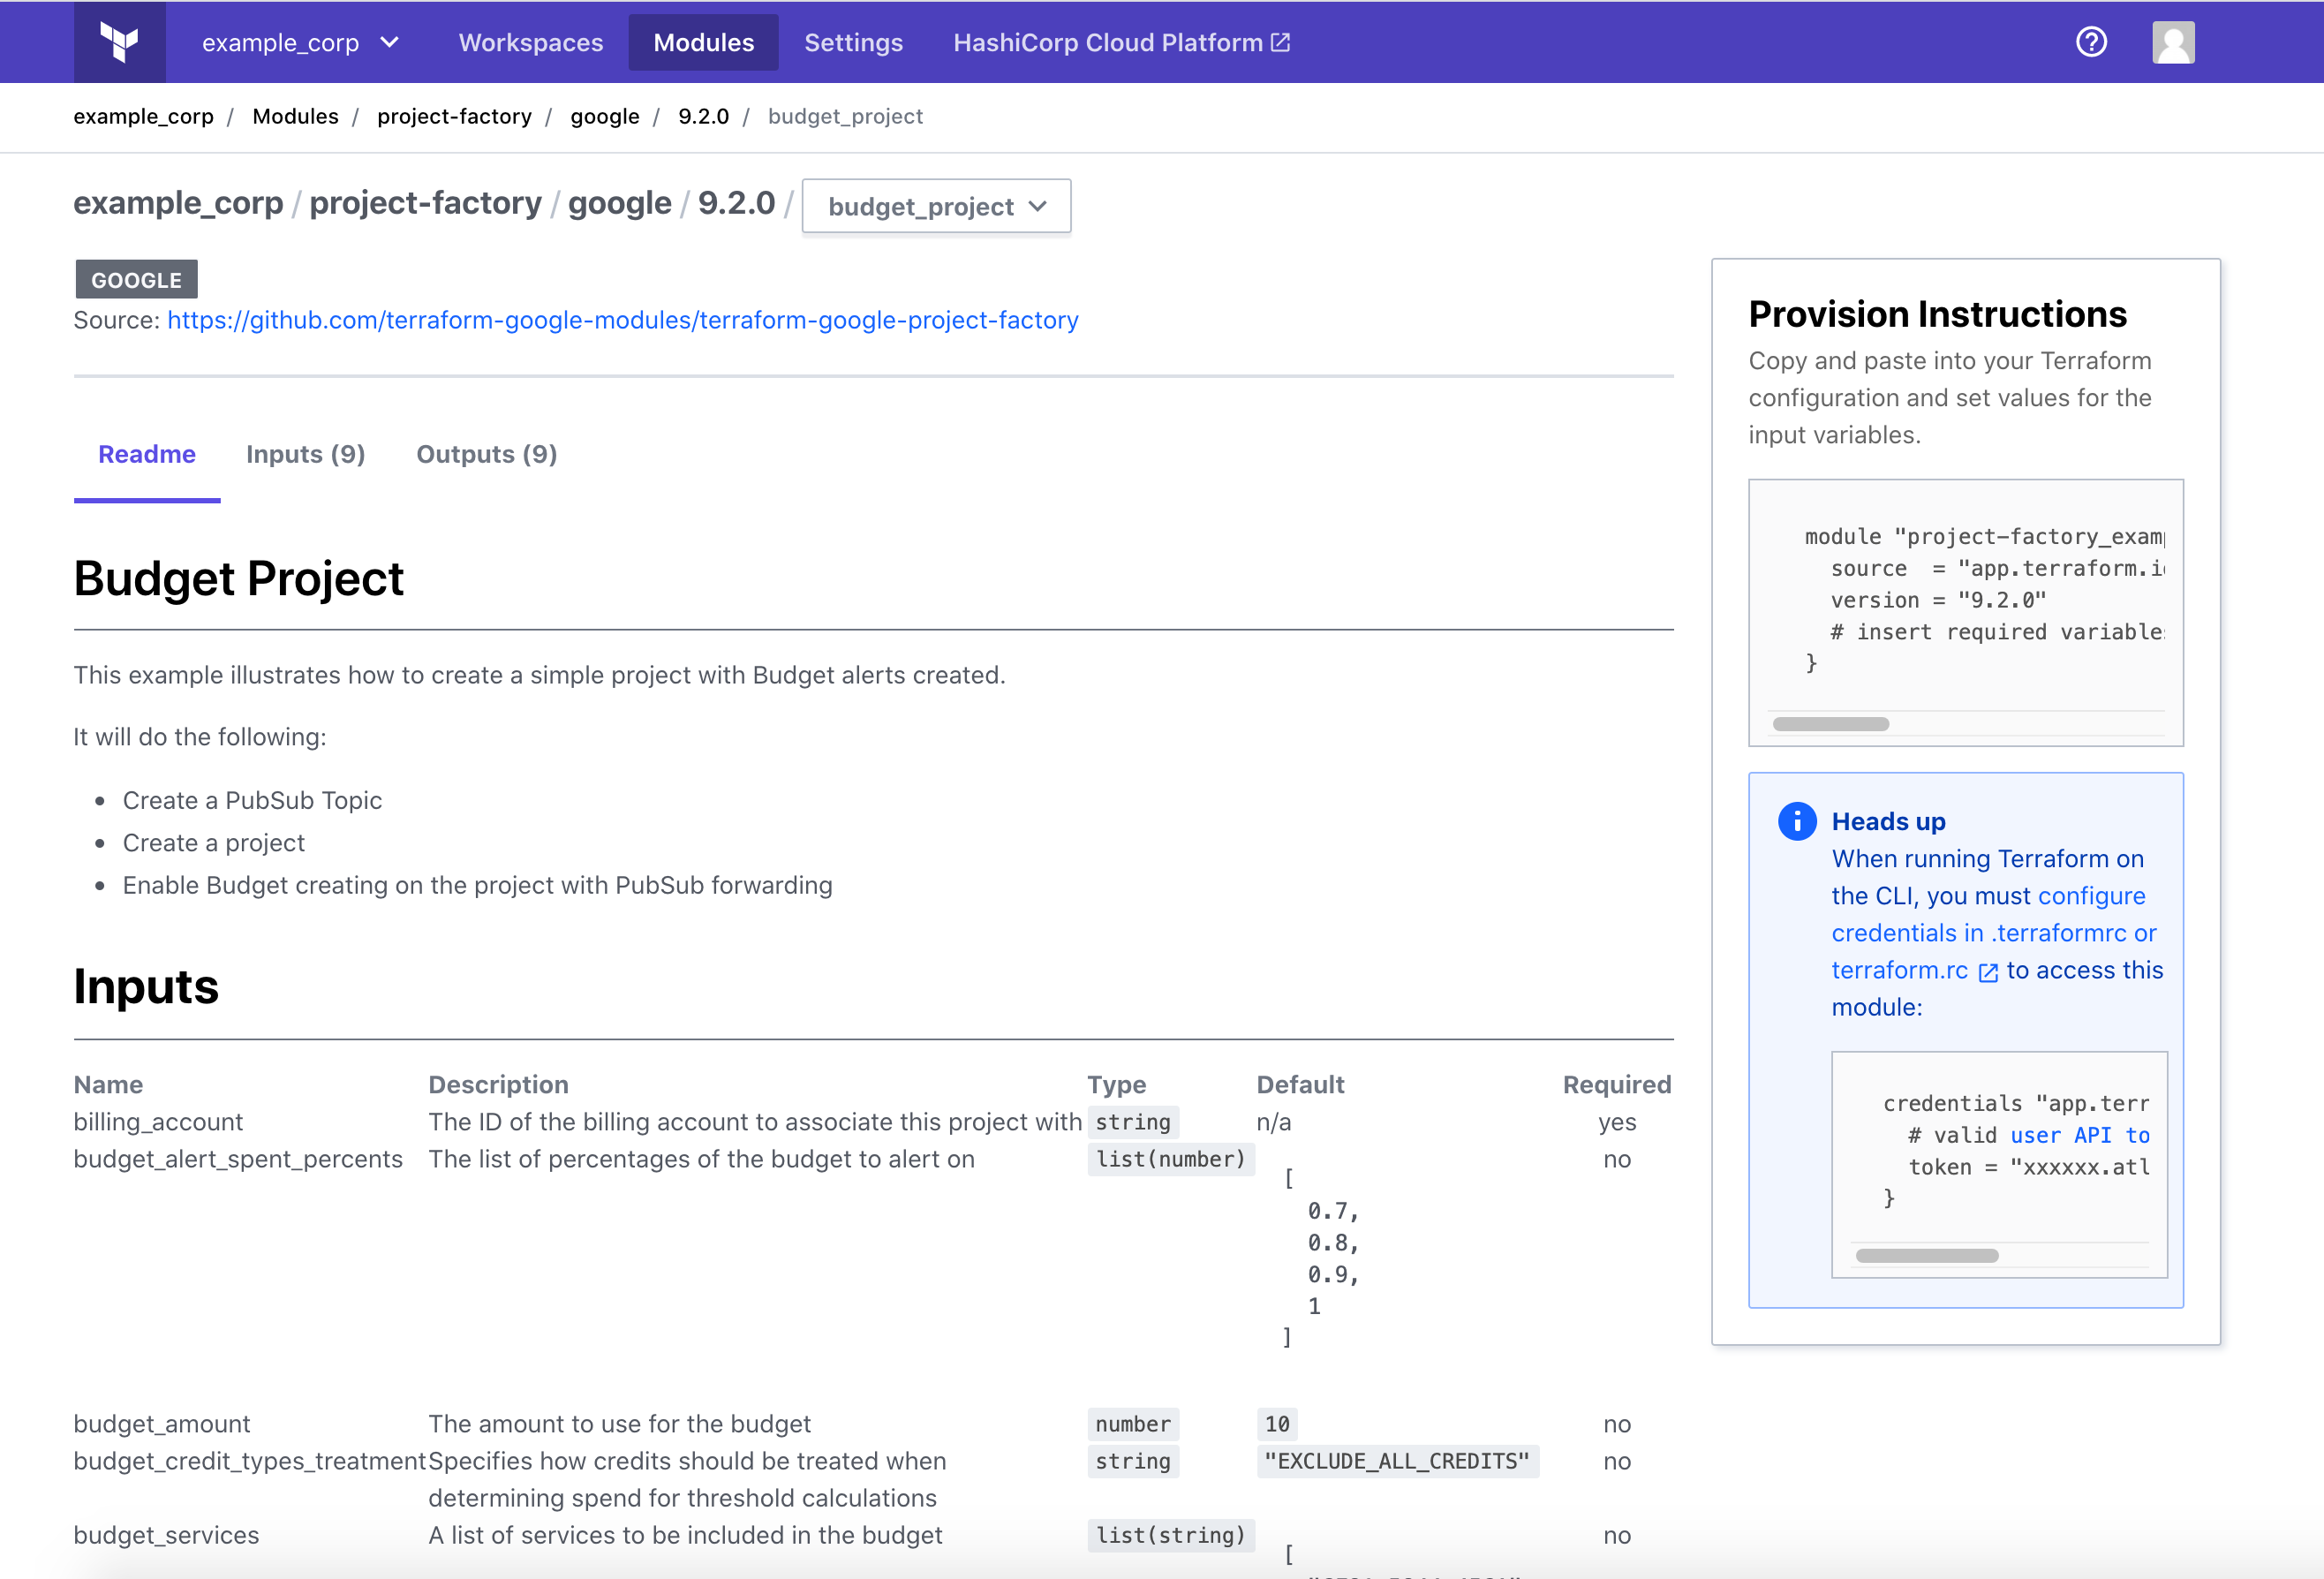 example_corp Workspaces Modules Settings HashiCorp Cloud Platform
example_corp / Modules / project-factory / google / 9.2.0 / budget_project
example_corp / project-factory / google / 9.2.0 / budget_project
GOOGLE
Source: https://github.com/terraform-google-modules/terraform-google-project-factory
Readme Inputs (9) Outputs (9)
Budget Project
This example illustrates how to create a simple project with Budget alerts created.
It will do the following:
• Create a PubSub Topic
• Create a project
• Enable Budget creating on the project with PubSub forwarding
Inputs
Name Description Type Default Required
billing_account The ID of the billing account to associate this project with string n/a yes
budget_alert_spent_percents The list of percentages of the budget to alert on list(number) no
[
0.7,
0.8,
0.9,
1
]
budget_amount The amount to use for the budget number 10 no
budget_credit_types_treatment Specifies how credits should be treated when string "EXCLUDE_ALL_CREDITS" no
determining spend for threshold calculations
budget_services A list of services to be included in the budget list(string) no
[
Provision Instructions
Copy and paste into your Terraform
configuration and set values for the
input variables.
module "project-factory_exam
source = "app.terraform.i
version = "9.2.0"
# insert required variable
}
Heads up
When running Terraform on
the CLI, you must configure
credentials in .terraformrc or
terraform.rc to access this
module:
credentials "app.terr
# valid user API to
token = "xxxxxx.atl
}